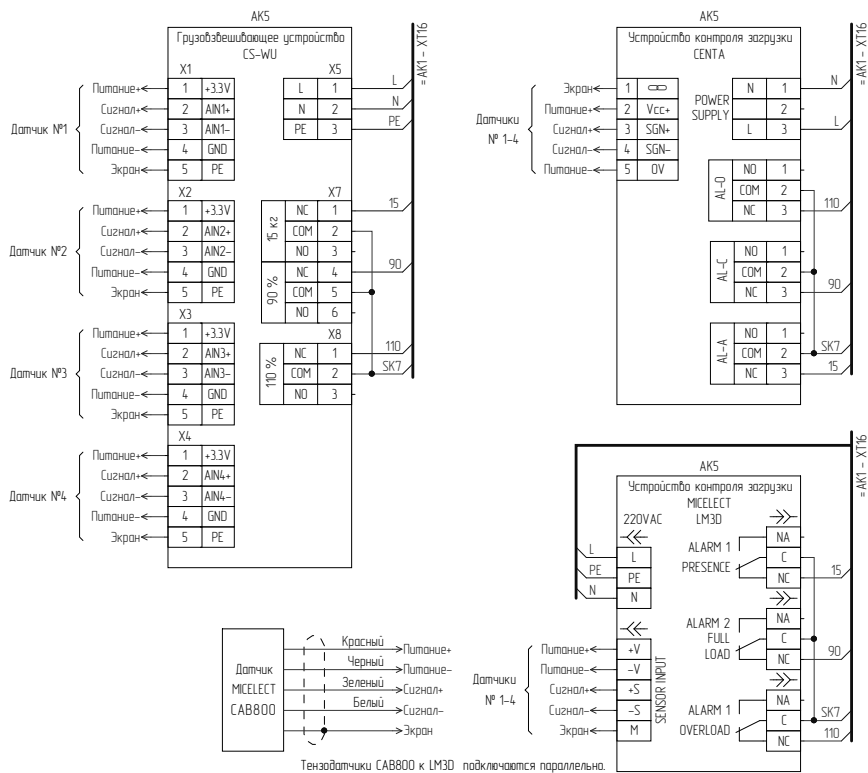 АК5
Грузовзвешивающее устройство
CS-WU
X1
Питание+ 1 +3.3V
Сигнал+ 2 AIN1+
Сигнал- 3 AIN1-
Питание- 4 GND
Экран 5 PE
Датчик №1
X2
Питание+ 1 +3.3V
Сигнал+ 2 AIN2+
Сигнал- 3 AIN2-
Питание- 4 GND
Экран 5 PE
Датчик №2
X3
Питание+ 1 +3.3V
Сигнал+ 2 AIN3+
Сигнал- 3 AIN3-
Питание- 4 GND
Экран 5 PE
Датчик №3
X4
Питание+ 1 +3.3V
Сигнал+ 2 AIN4+
Сигнал- 3 AIN4-
Питание- 4 GND
Экран 5 PE
Датчик №4
X5
L 1 L
N 2 N
PE 3 PE
X7
15 кг
NC 1 15
COM 2
NO 3
90 %
NC 4 90
COM 5
NO 6
X8
110 %
NC 1 110
COM 2 SK7
NO 3
=АК1 - XT16
АК5
Устройство контроля загрузки
CENTA
Датчики
№ 1-4
Экран 1
Питание+ 2 Vcc+
Сигнал+ 3 SGN+
Сигнал- 4 SGN-
Питание- 5 0V
POWER
SUPPLY
N 1 N
2
L 3 L
AL-O
NO 1
COM 2
NC 3 110
AL-C
NO 1
COM 2
NC 3 90
AL-A
NO 1
COM 2 SK7
NC 3 15
=АК1 - XT16
АК5
Устройство контроля загрузки
MICELECT
LM3D
220VAC
L L
PE PE
N N
Датчики
№ 1-4
Питание+ +V
Питание- -V
Сигнал+ +S
Сигнал- -S
Экран M
SENSOR INPUT
ALARM 1
PRESENCE
NA
C
NC 15
ALARM 2
FULL
LOAD
NA
C
NC 90
ALARM 1
OVERLOAD
NA
C SK7
NC 110
=АК1 - XT16
Датчик
MICELECT
CAB800
Красный Питание+
Черный Питание-
Зеленый Сигнал+
Белый Сигнал-
Экран
Тензодатчики CAB800 к LM3D подключаются параллельно.